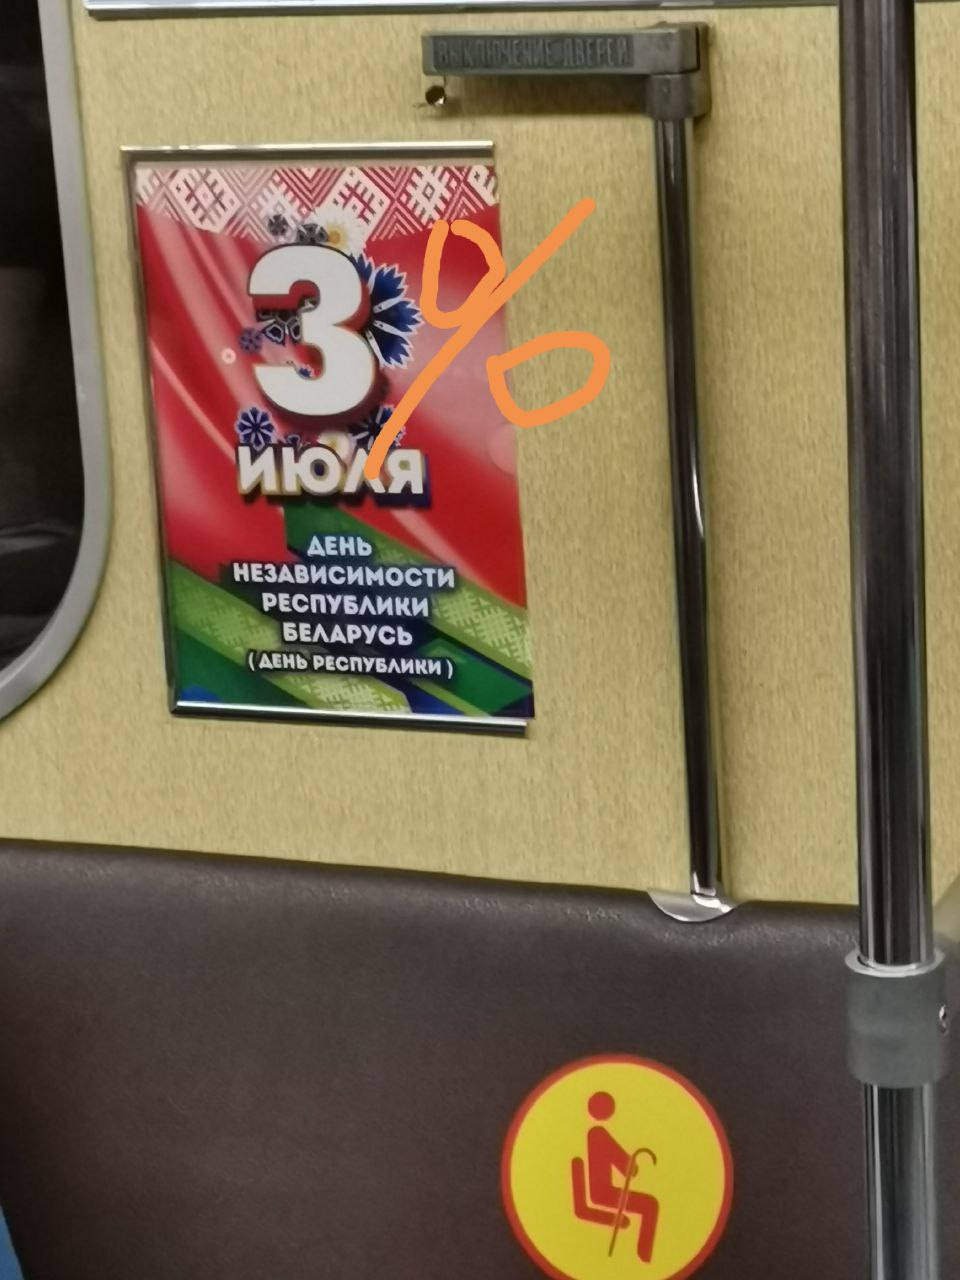 ВЫКЛЮЧЕНИЕ ДВЕРЕЙ
3%
ИЮЛЯ
ДЕНЬ
НЕЗАВИСИМОСТИ
РЕСПУБЛИКИ
БЕЛАРУСЬ
(ДЕНЬ РЕСПУБЛИКИ)